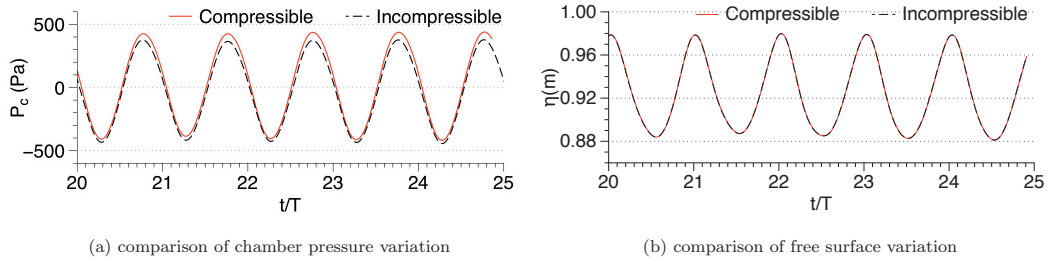 Compressible Incompressible
500
0
−500
P_c (Pa)
20 21 22 23 24 25
t/T
(a) comparison of chamber pressure variation
Compressible Incompressible
1.00
0.96
0.92
0.88
η(m)
20 21 22 23 24 25
t/T
(b) comparison of free surface variation